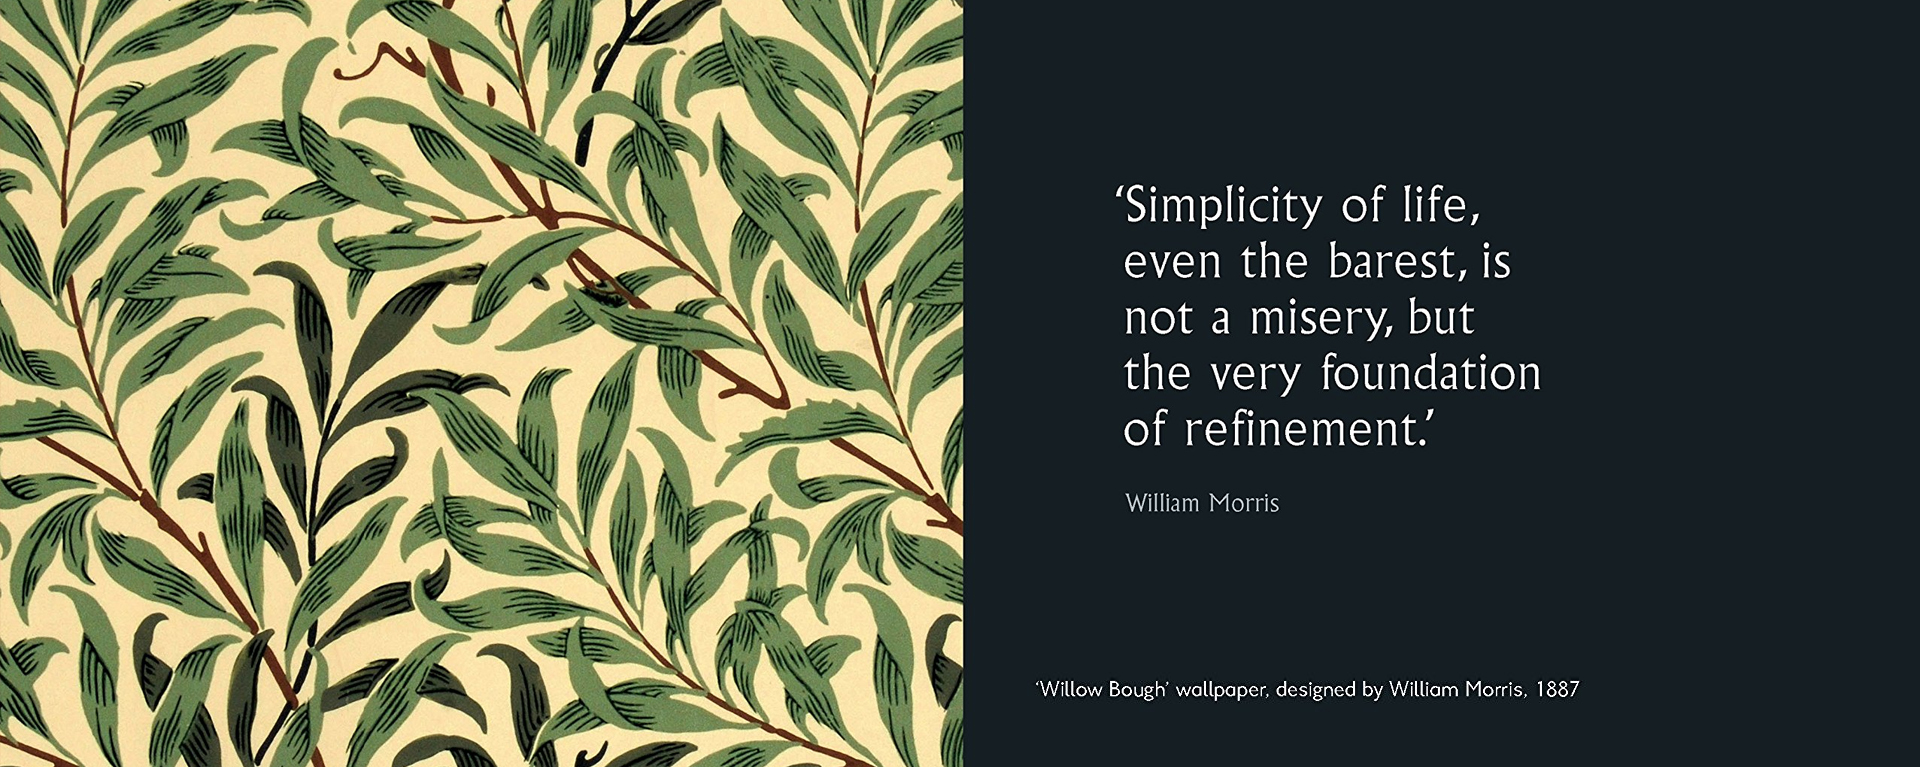 ‘Simplicity of life,
even the barest, is
not a misery, but
the very foundation
of refinement.’
William Morris
‘Willow Bough’ wallpaper, designed by William Morris, 1887